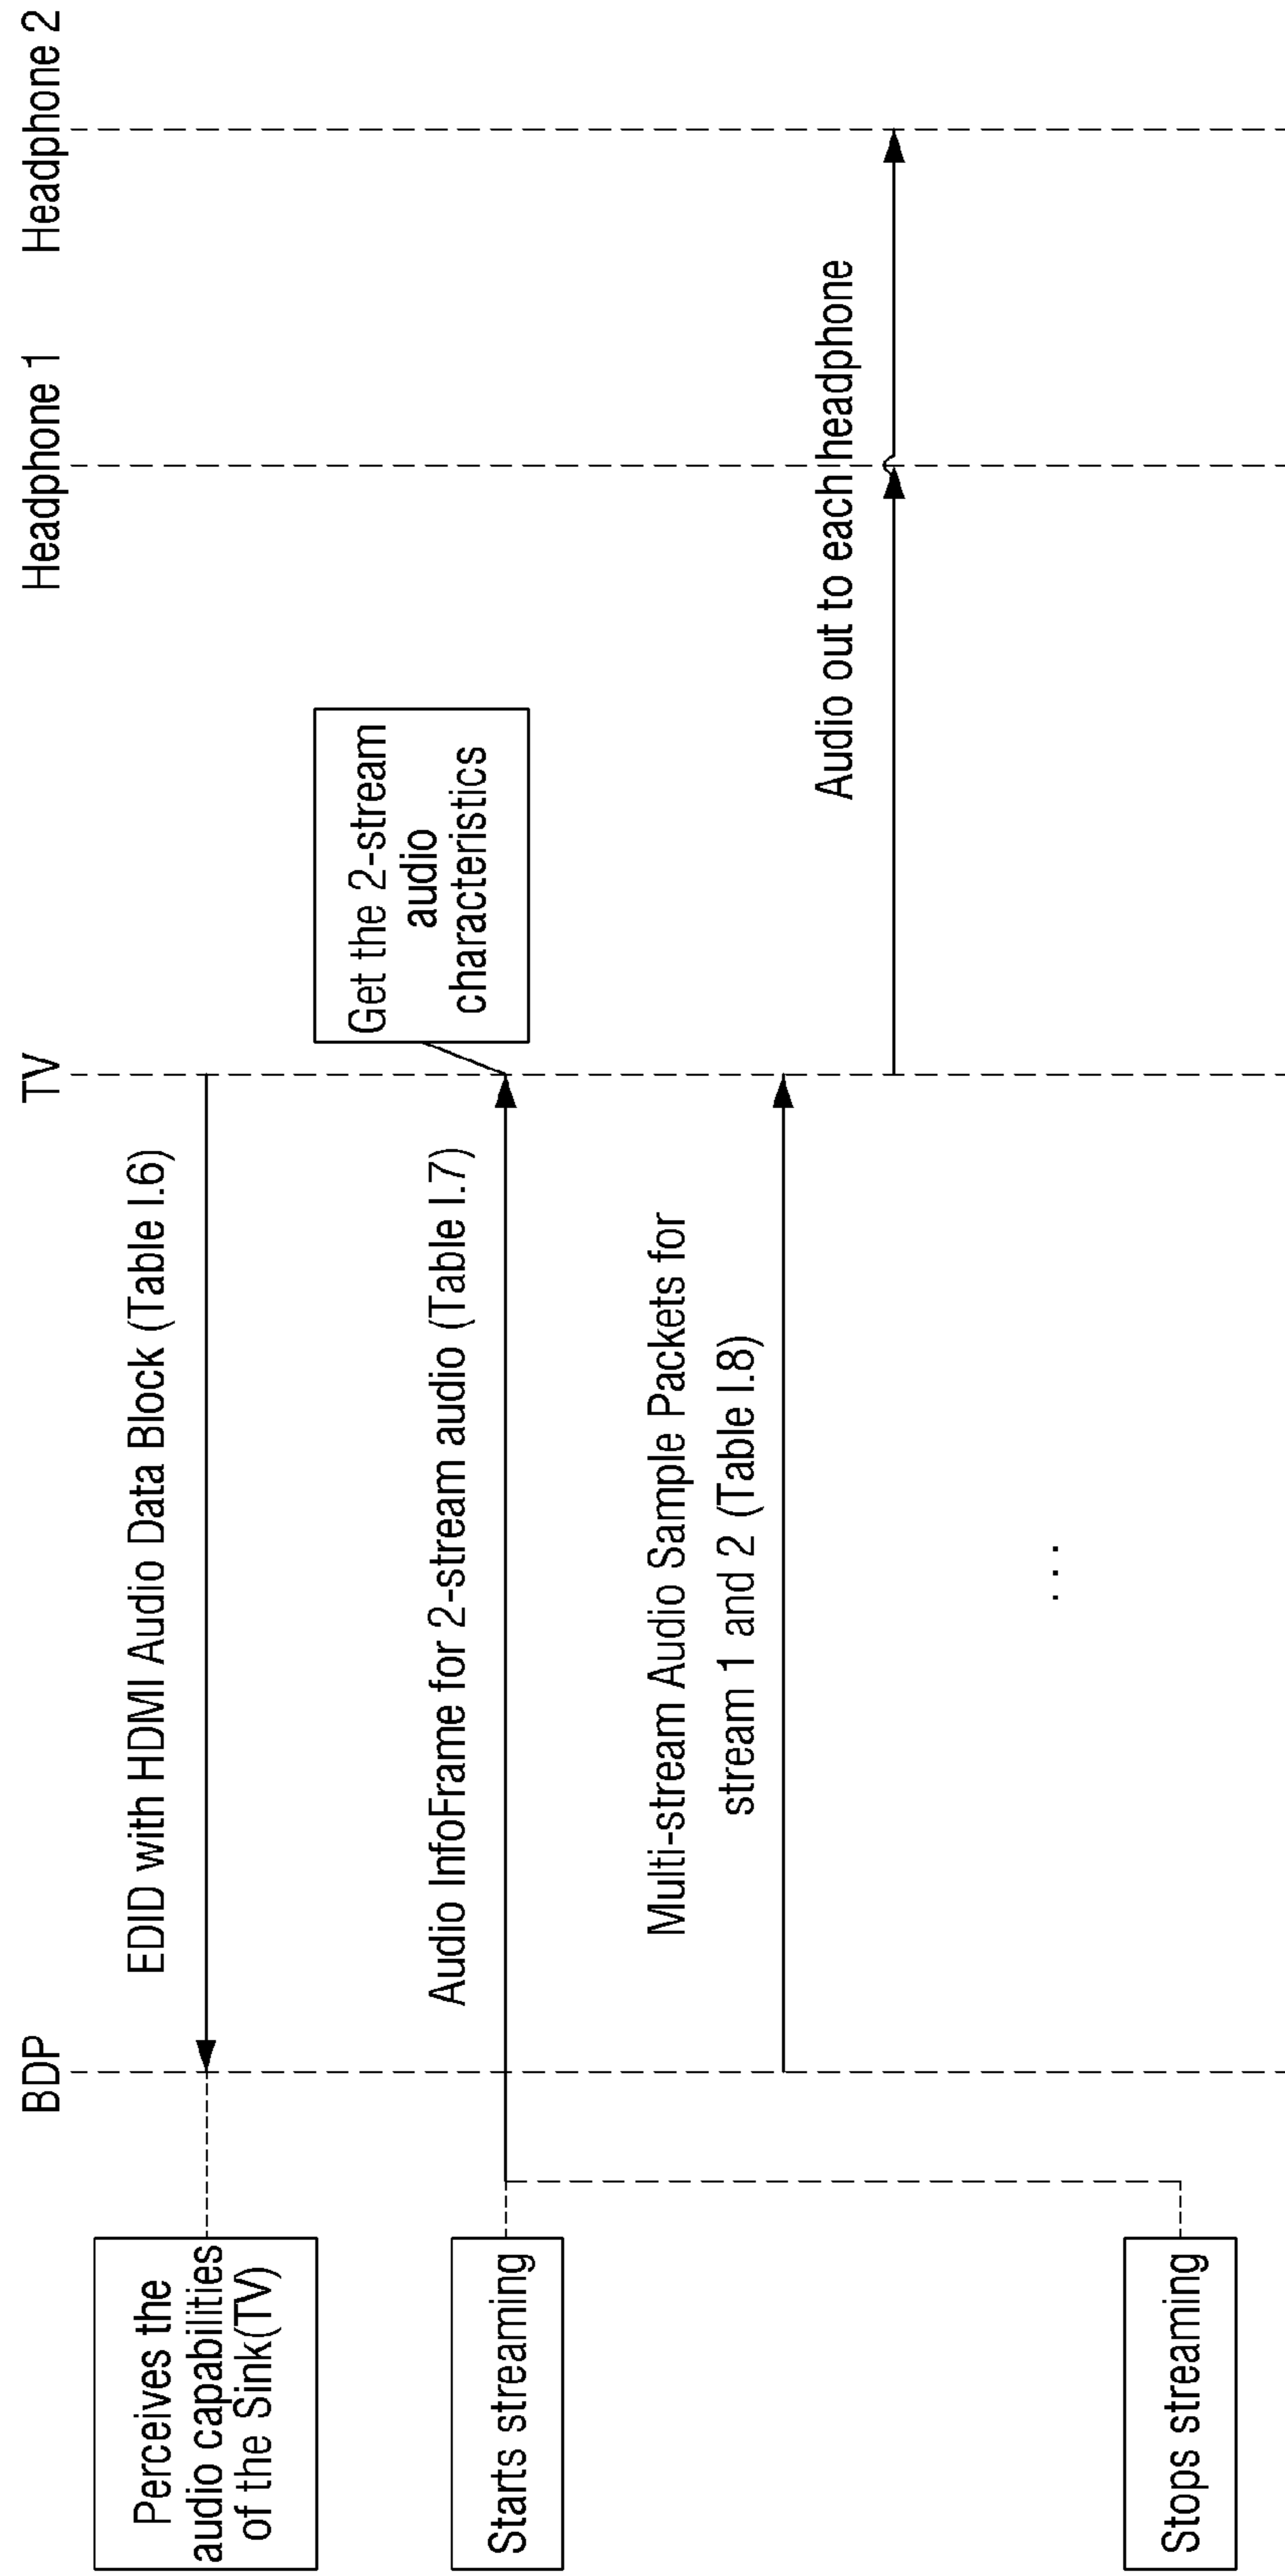 BDP
TV
Headphone 1
Headphone 2
Perceives the
audio capabilities
of the Sink(TV)
EDID with HDMI Audio Data Block (Table I.6)
Starts streaming
Audio InfoFrame for 2-stream audio (Table I.7)
Get the 2-stream
audio
characteristics
Multi-stream Audio Sample Packets for
stream 1 and 2 (Table I.8)
Audio out to each headphone
. . .
Stops streaming